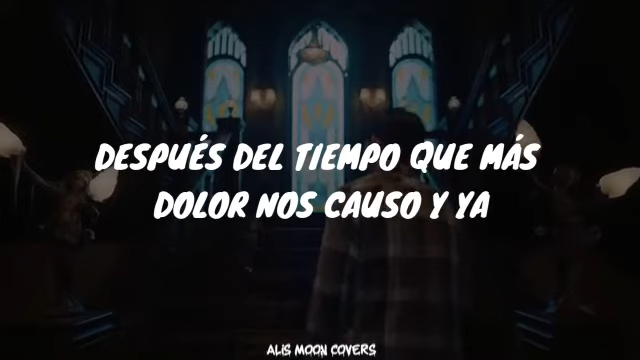 DESPUÉS DEL TIEMPO QUE MÁS
DOLOR NOS CAUSO Y YA
ALIS MOON COVERS